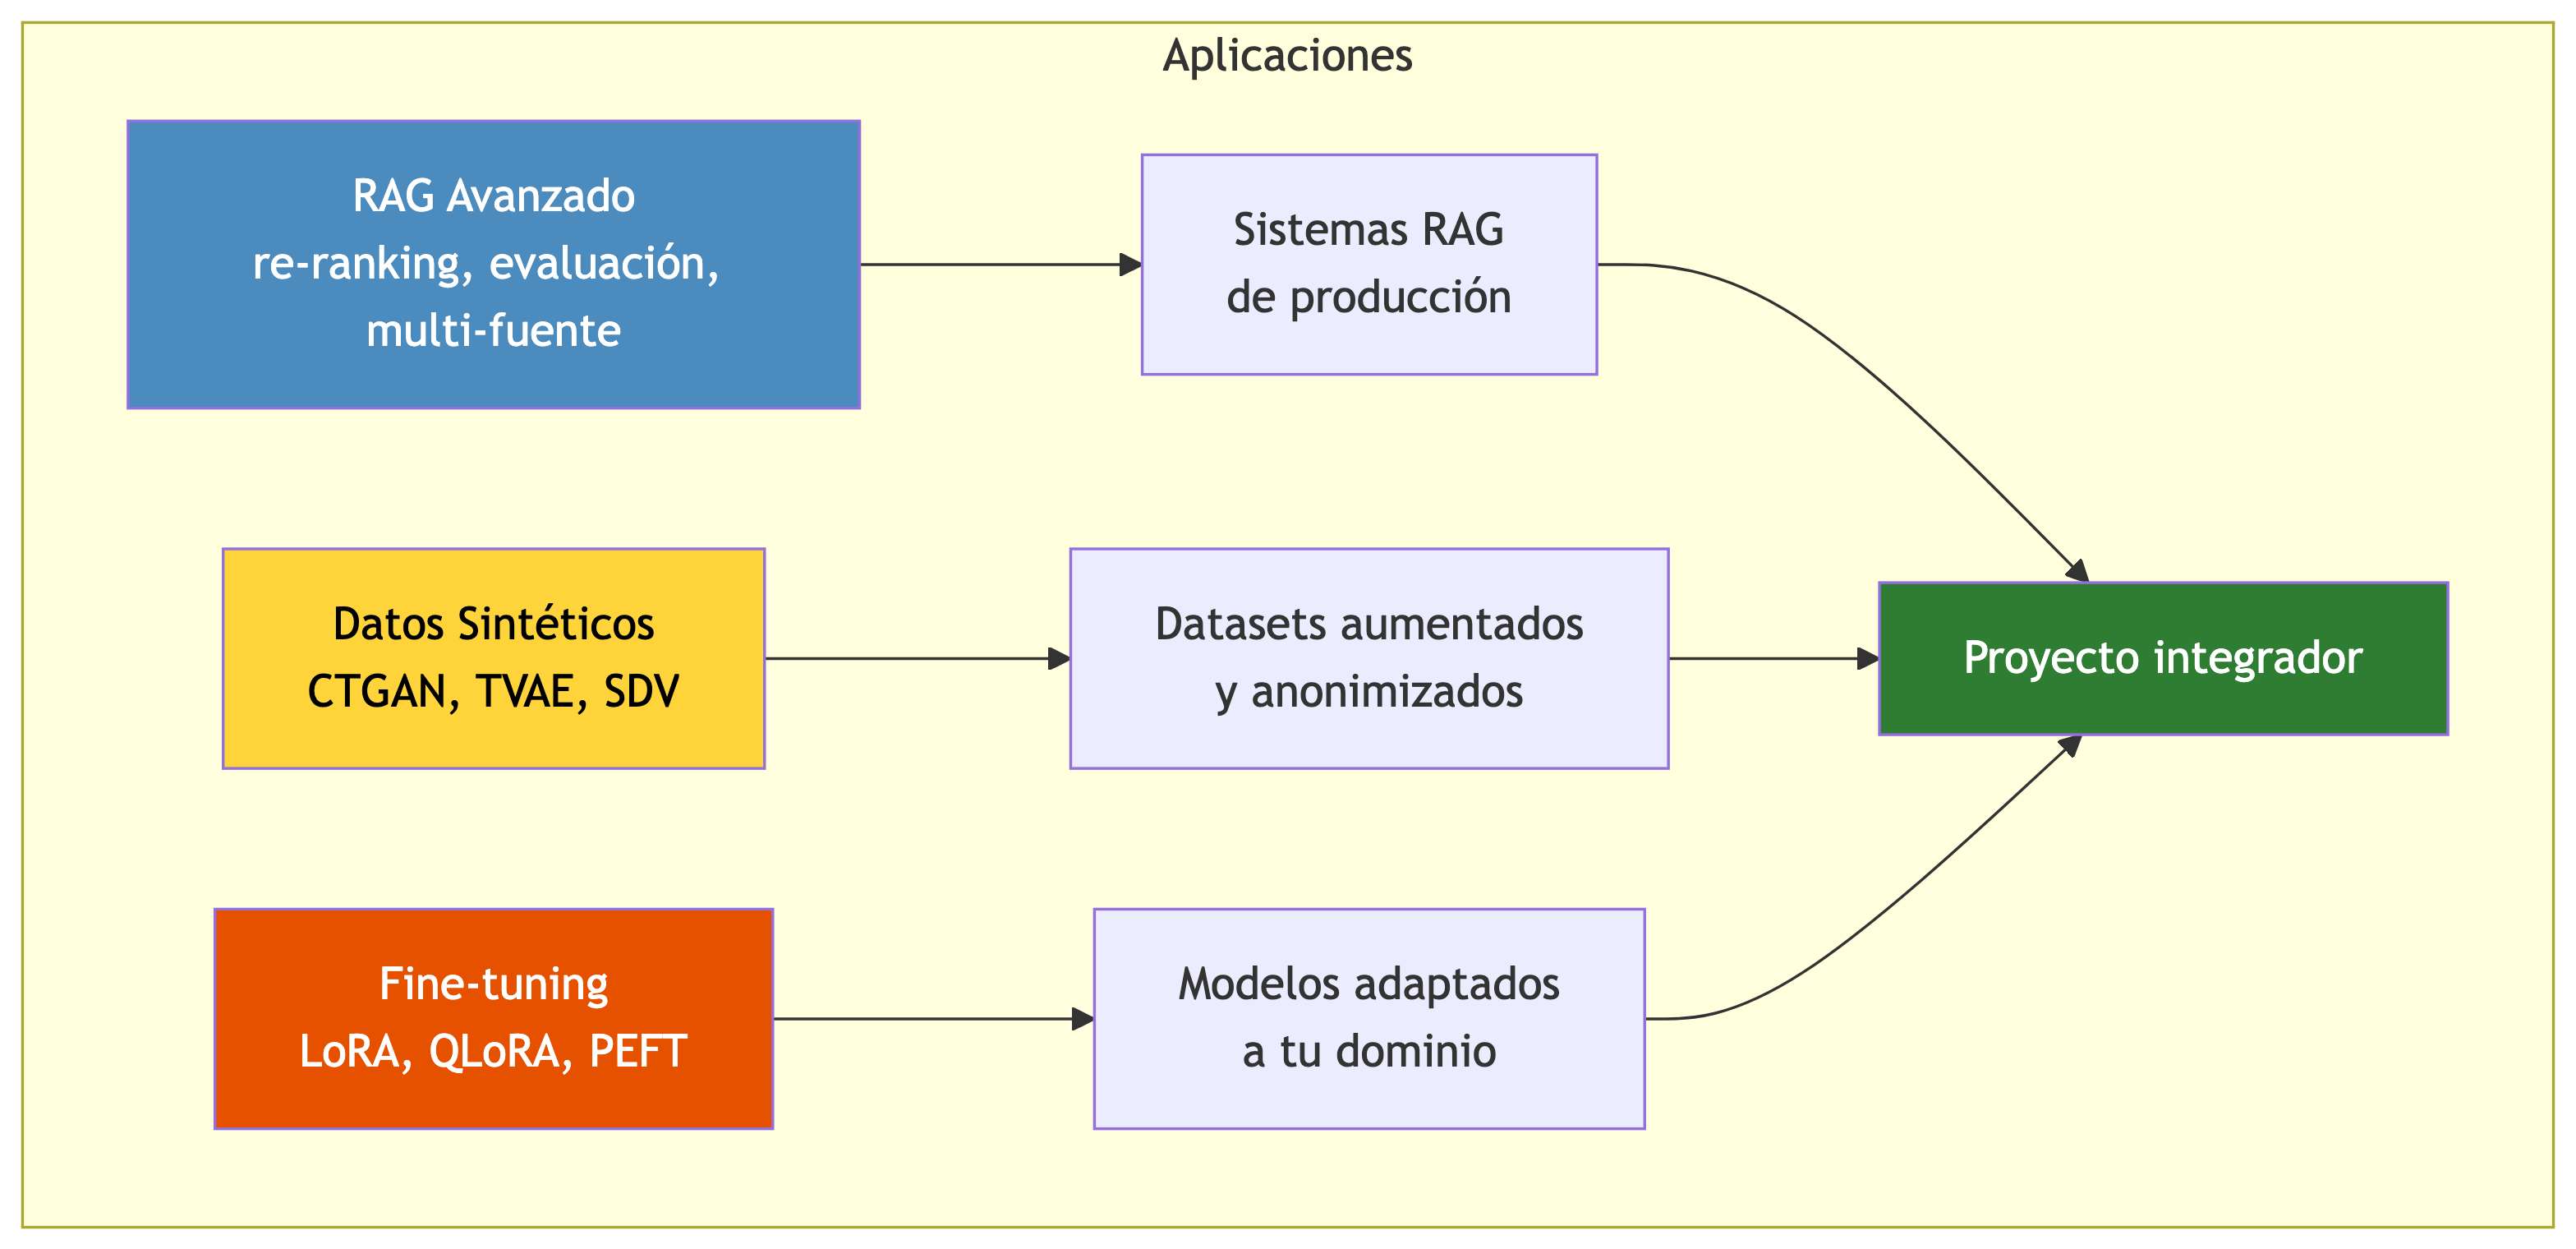 Aplicaciones
RAG Avanzado
re-ranking, evaluación,
multi-fuente
Sistemas RAG
de producción
Datos Sintéticos
CTGAN, TVAE, SDV
Datasets aumentados
y anonimizados
Proyecto integrador
Fine-tuning
LoRA, QLoRA, PEFT
Modelos adaptados
a tu dominio